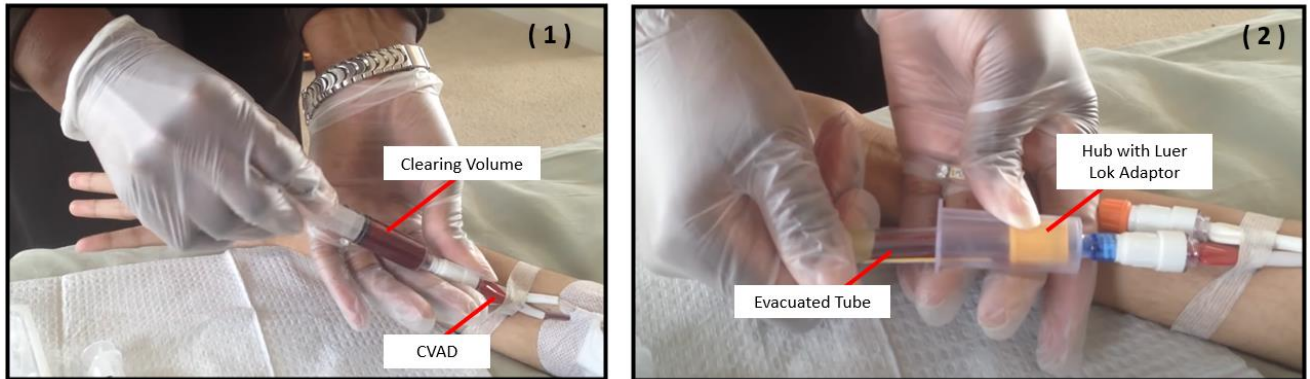 ( 1 )
Clearing Volume
CVAD
( 2 )
Hub with Luer
Lok Adaptor
Evacuated Tube